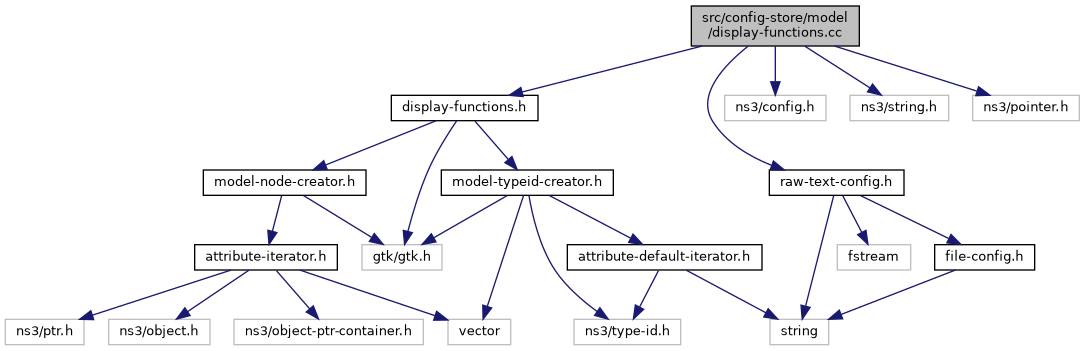 src/config-store/model
/display-functions.cc
display-functions.h
ns3/config.h
ns3/string.h
ns3/pointer.h
model-node-creator.h
model-typeid-creator.h
raw-text-config.h
attribute-iterator.h
gtk/gtk.h
attribute-default-iterator.h
fstream
file-config.h
ns3/ptr.h
ns3/object.h
ns3/object-ptr-container.h
vector
ns3/type-id.h
string